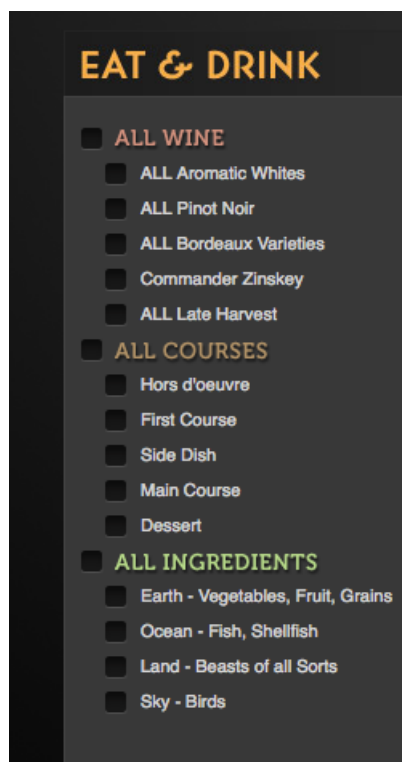 EAT & DRINK
ALL WINE
ALL Aromatic Whites
ALL Pinot Noir
ALL Bordeaux Varieties
Commander Zinskey
ALL Late Harvest
ALL COURSES
Hors d'oeuvre
First Course
Side Dish
Main Course
Dessert
ALL INGREDIENTS
Earth - Vegetables, Fruit, Grains
Ocean - Fish, Shellfish
Land - Beasts of all Sorts
Sky - Birds